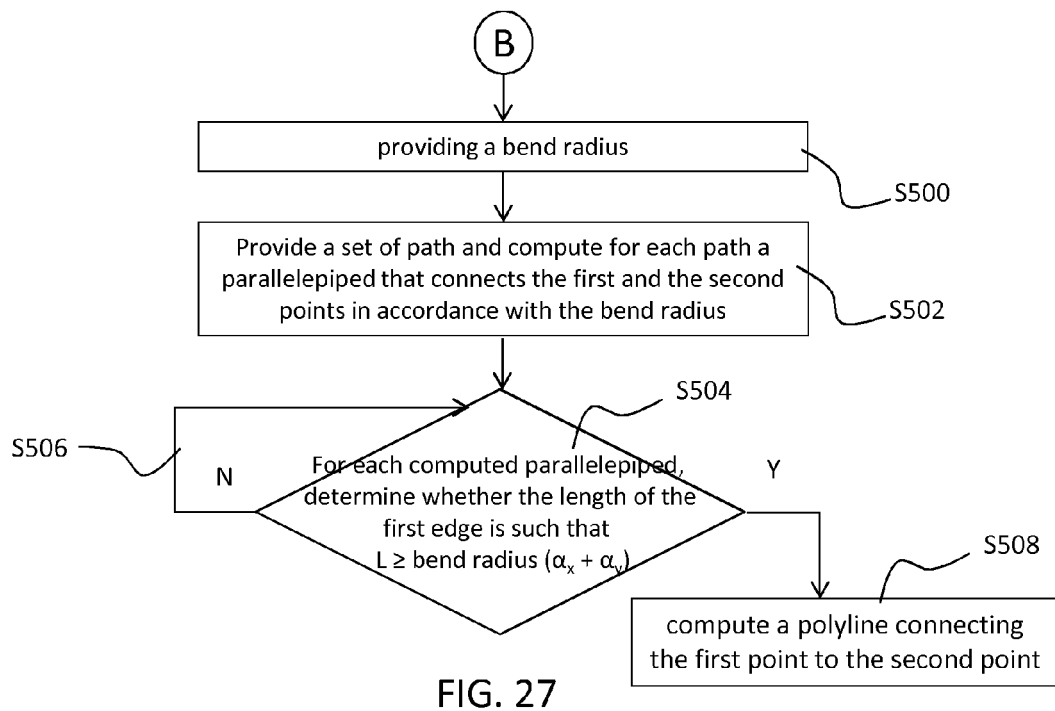 B
providing a bend radius
S500
Provide a set of path and compute for each path a
parallelepiped that connects the first and the second
points in accordance with the bend radius
S502
S504
S506
N
Y
For each computed parallelepiped,
determine whether the length of the
first edge is such that
L ≥ bend radius (αx + αy)
S508
compute a polyline connecting
the first point to the second point
FIG. 27